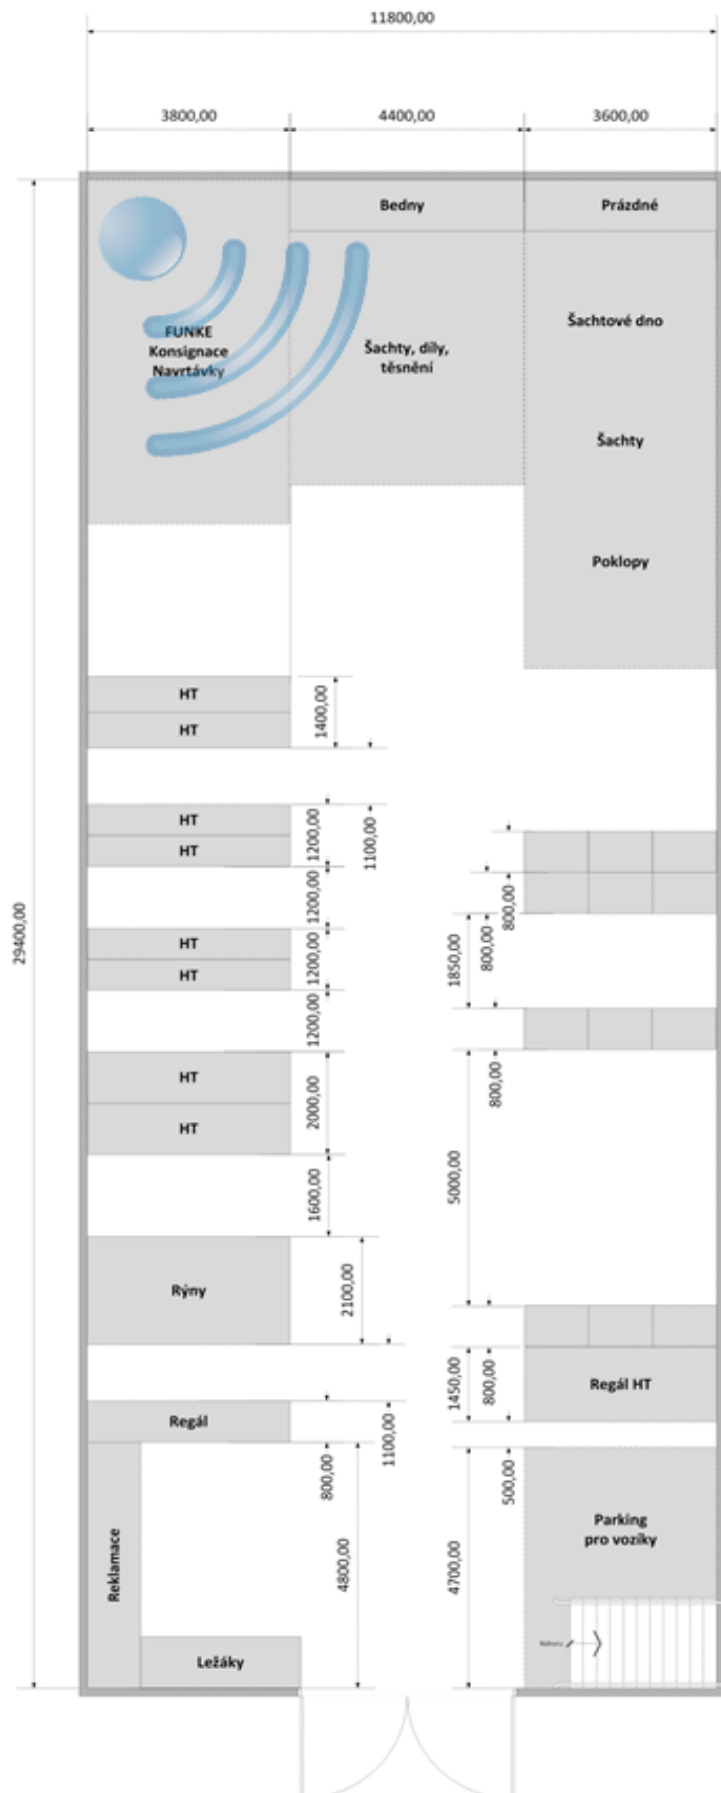 11800,00
3800,00
4400,00
3600,00
Bedny
Prázdné
FUNKE
Konsignace
Navrtávky
Šachty, díly,
těsnění
Šachtové dno
Šachty
Poklopy
HT
HT
1400,00
HT
HT
1200,00
1100,00
1200,00
800,00
HT
HT
1200,00
1850,00
800,00
29400,00
1200,00
HT
HT
2000,00
800,00
1600,00
5000,00
Rýny
2100,00
Regál HT
1450,00
800,00
Regál
1100,00
800,00
500,00
Reklamace
4800,00
4700,00
Parking
pro vozíky
Nahoru
Ležáky